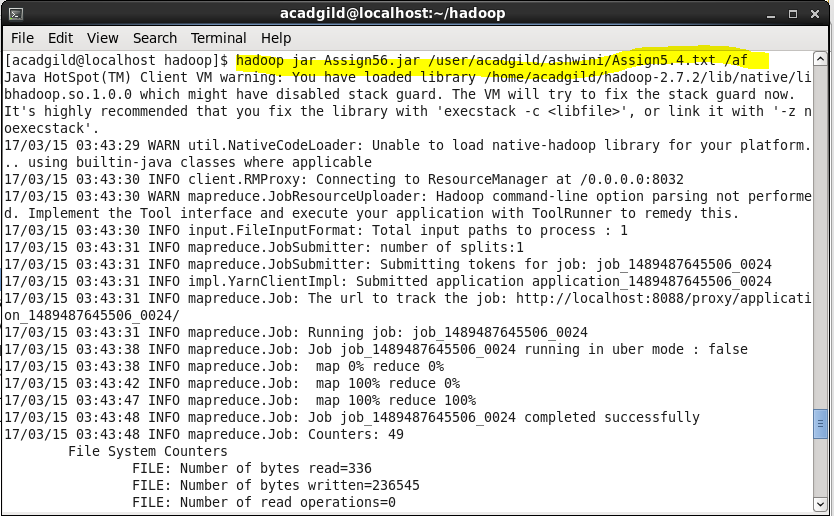 acadgild@localhost:~/hadoop
File Edit View Search Terminal Help
[acadgild@localhost hadoop]$ hadoop jar Assign56.jar /user/acadgild/ashwini/Assign5.4.txt /af
Java HotSpot(TM) Client VM warning: You have loaded library /home/acadgild/hadoop-2.7.2/lib/native/li
bhadoop.so.1.0.0 which might have disabled stack guard. The VM will try to fix the stack guard now.
It's highly recommended that you fix the library with 'execstack -c <libfile>', or link it with '-z n
oexecstack'.
17/03/15 03:43:29 WARN util.NativeCodeLoader: Unable to load native-hadoop library for your platform.
.. using builtin-java classes where applicable
17/03/15 03:43:30 INFO client.RMProxy: Connecting to ResourceManager at /0.0.0.0:8032
17/03/15 03:43:30 WARN mapreduce.JobResourceUploader: Hadoop command-line option parsing not performe
d. Implement the Tool interface and execute your application with ToolRunner to remedy this.
17/03/15 03:43:30 INFO input.FileInputFormat: Total input paths to process : 1
17/03/15 03:43:31 INFO mapreduce.JobSubmitter: number of splits:1
17/03/15 03:43:31 INFO mapreduce.JobSubmitter: Submitting tokens for job: job_1489487645506_0024
17/03/15 03:43:31 INFO impl.YarnClientImpl: Submitted application application_1489487645506_0024
17/03/15 03:43:31 INFO mapreduce.Job: The url to track the job: http://localhost:8088/proxy/applicati
on_1489487645506_0024/
17/03/15 03:43:31 INFO mapreduce.Job: Running job: job_1489487645506_0024
17/03/15 03:43:38 INFO mapreduce.Job: Job job_1489487645506_0024 running in uber mode : false
17/03/15 03:43:38 INFO mapreduce.Job:  map 0% reduce 0%
17/03/15 03:43:42 INFO mapreduce.Job:  map 100% reduce 0%
17/03/15 03:43:47 INFO mapreduce.Job:  map 100% reduce 100%
17/03/15 03:43:48 INFO mapreduce.Job: Job job_1489487645506_0024 completed successfully
17/03/15 03:43:48 INFO mapreduce.Job: Counters: 49
File System Counters
FILE: Number of bytes read=336
FILE: Number of bytes written=236545
FILE: Number of read operations=0